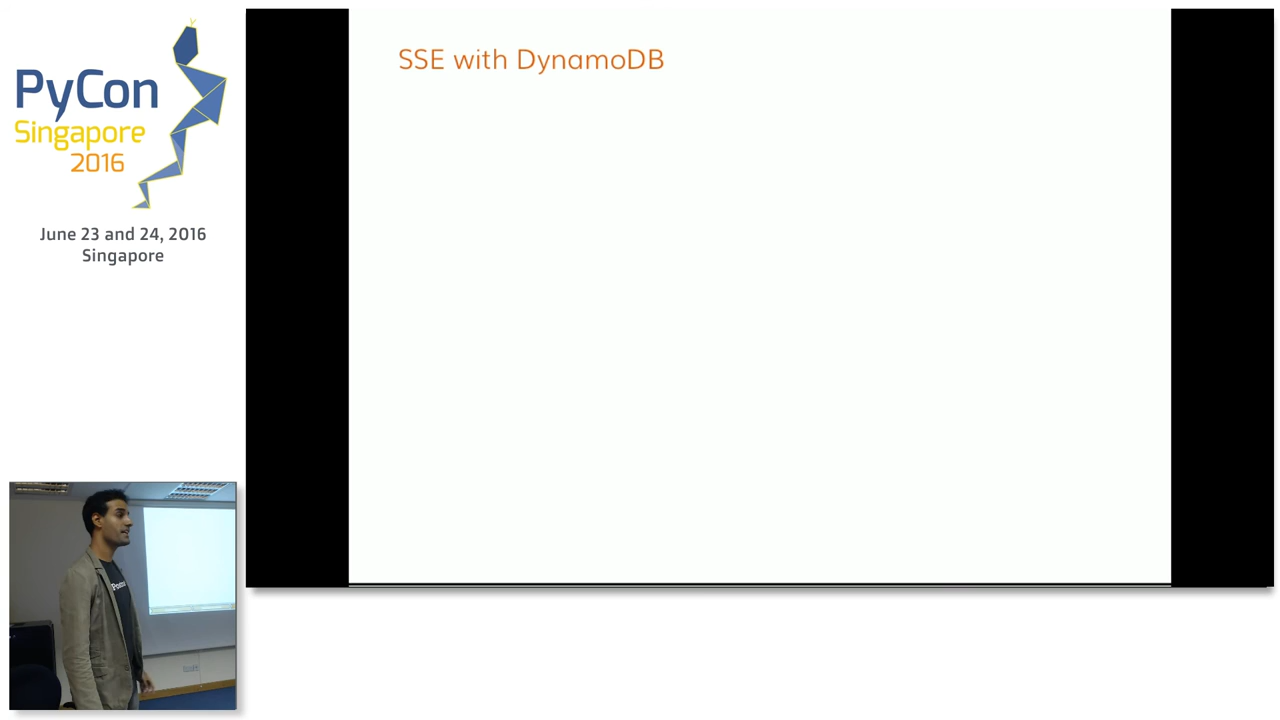 PyCon
Singapore
2016
June 23 and 24, 2016
Singapore
SSE with DynamoDB